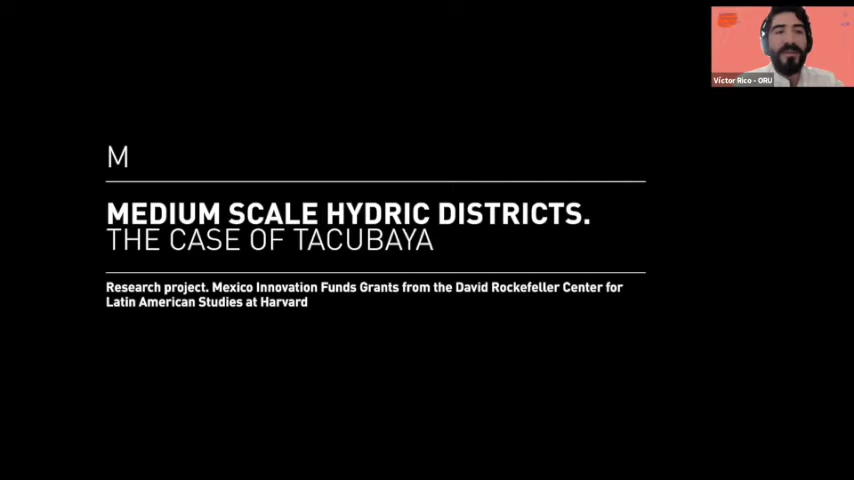 Víctor Rico - ORU
M
MEDIUM SCALE HYDRIC DISTRICTS.
THE CASE OF TACUBAYA
Research project. Mexico Innovation Funds Grants from the David Rockefeller Center for
Latin American Studies at Harvard